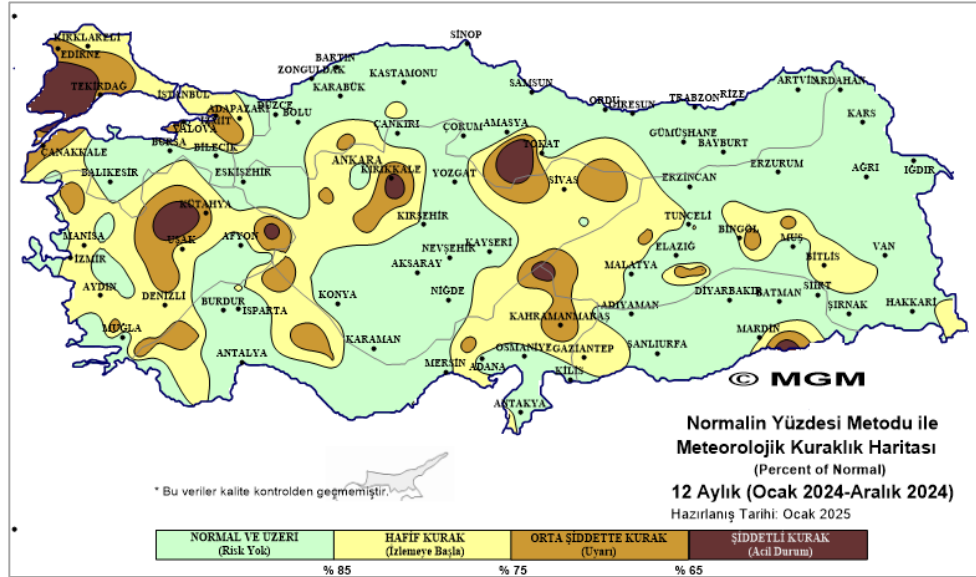 SİNOP
KIRKLARELİ
EDİRNE
BARTIN
ZONGULDAK
KASTAMONU
KARABÜK
SAMSUN
ARTVİN
ARDAHAN
TEKİRDAĞ
İSTANBUL
ADAPAZARI
DÜZCE
BOLU
ORDU
GİRESUN
TRABZON
RİZE
KARS
YALOVA
ÇANKIRI
ÇORUM
AMASYA
GÜMÜŞHANE
BAYBURT
ÇANAKKALE
BURSA
BİLECİK
TOKAT
ANKARA
KIRIKKALE
ERZURUM
AĞRI
IĞDIR
BALIKESİR
ESKİŞEHİR
YOZGAT
SİVAS
ERZİNCAN
KÜTAHYA
KIRŞEHİR
TUNCELİ
MANİSA
UŞAK
AFYON
NEVŞEHİR
KAYSERİ
ELAZIĞ
BİNGÖL
MUŞ
VAN
İZMİR
AKSARAY
MALATYA
BİTLİS
AYDIN
DENİZLİ
BURDUR
ISPARTA
KONYA
NİĞDE
ADIYAMAN
DİYARBAKIR
BATMAN
SİİRT
ŞIRNAK
HAKKARİ
MUĞLA
KAHRAMANMARAŞ
MARDİN
ANTALYA
KARAMAN
MERSİN
ADANA
OSMANİYE
GAZİANTEP
ŞANLIURFA
KİLİS
ANTAKYA
© MGM
Normalin Yüzdesi Metodu ile
Meteorolojik Kuraklık Haritası
(Percent of Normal)
12 Aylık (Ocak 2024-Aralık 2024)
Hazırlanış Tarihi: Ocak 2025
* Bu veriler kalite kontrolden geçmemiştir.
NORMAL VE ÜZERİ
(Risk Yok)
HAFİF KURAK
(İzlemeye Başla)
ORTA ŞİDDETTE KURAK
(Uyarı)
ŞİDDETLİ KURAK
(Acil Durum)
% 85
% 75
% 65